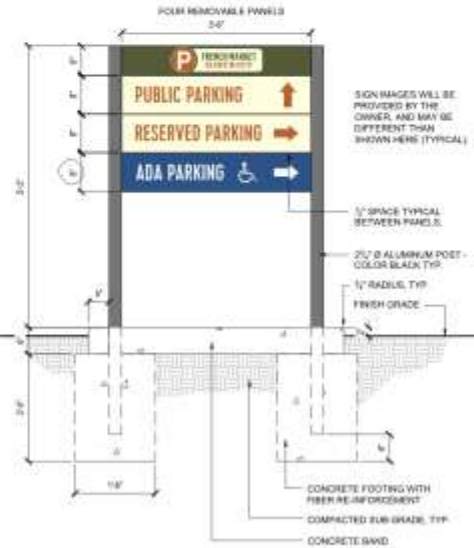 FOUR REMOVABLE PANELS
P
FRENCH MARKET
DISTRICT
PUBLIC PARKING
RESERVED PARKING
ADA PARKING
SIGN IMAGES WILL BE
PROVIDED BY THE
OWNER, AND MAY BE
DIFFERENT THAN
SHOWN HERE (TYPICAL)
SPACE TYPICAL
BETWEEN PANELS.
Ø ALUMINUM POST -
COLOR BLACK TYP.
RADIUS, TYP
FINISH GRADE
CONCRETE FOOTING WITH
FIBER RE-INFORCEMENT
COMPACTED SUB-GRADE, TYP.
CONCRETE BAND